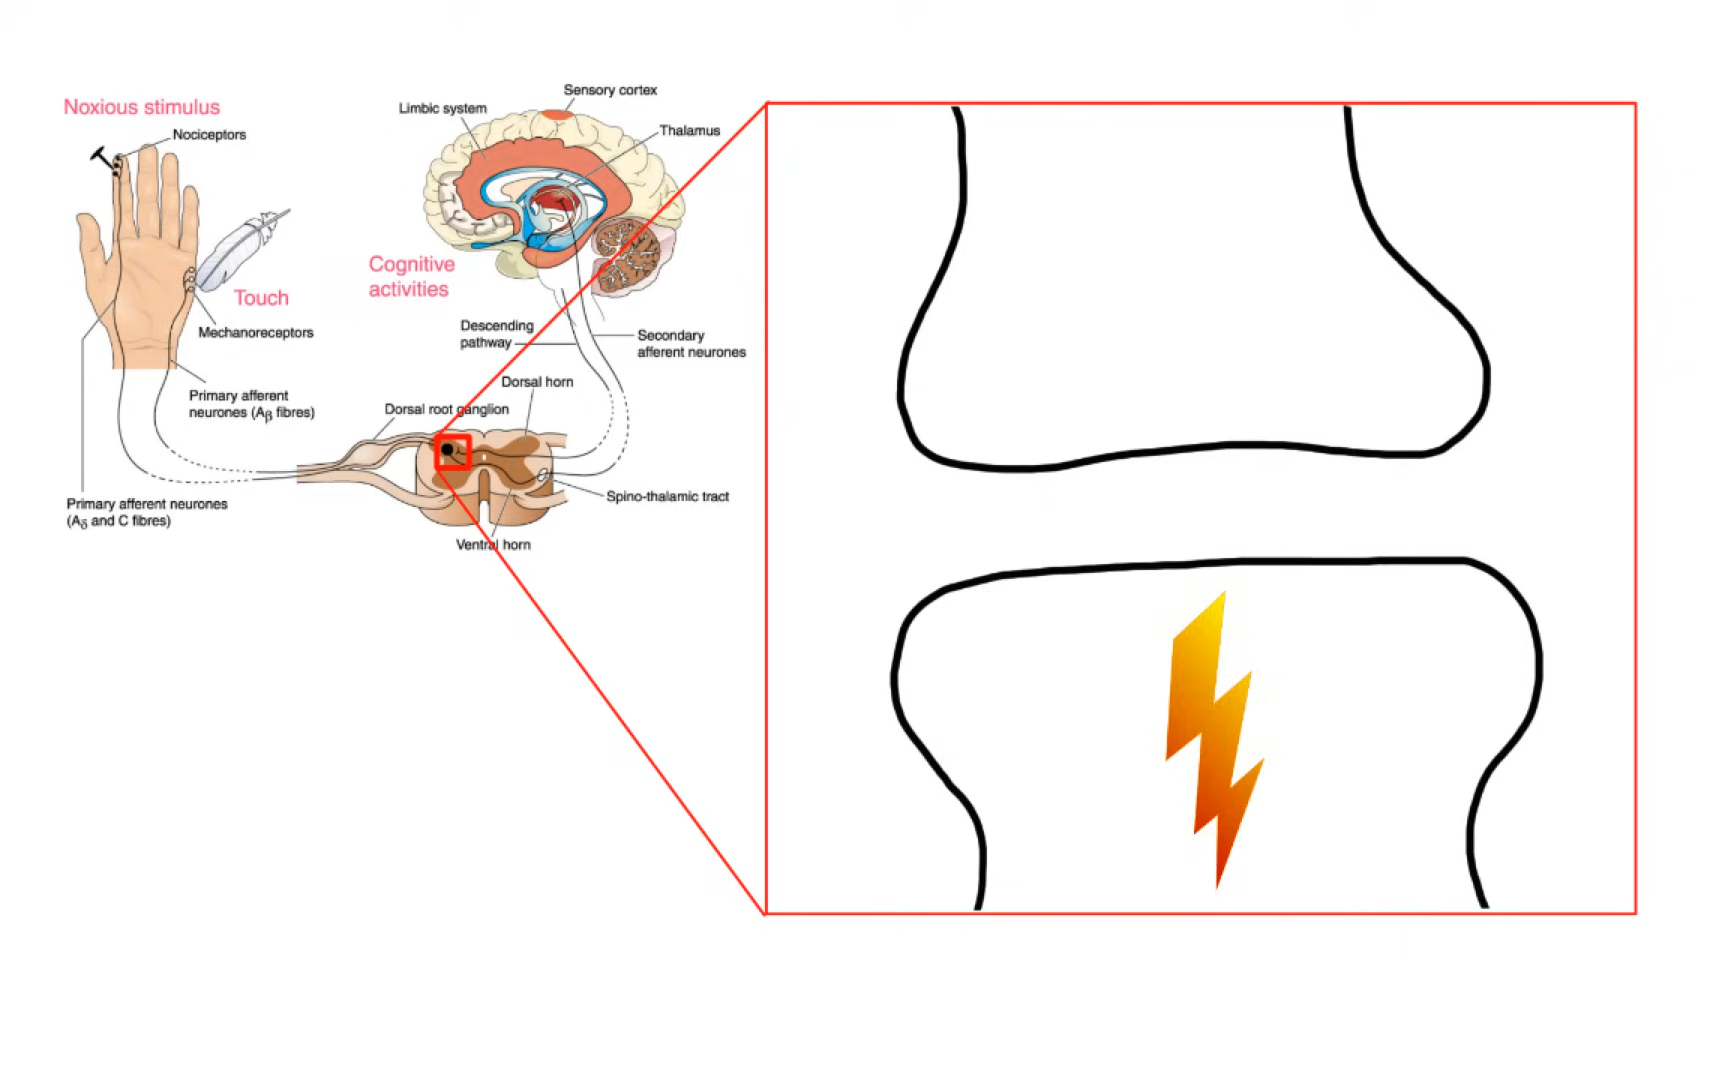 Noxious stimulus
Nociceptors
Touch
Mechanoreceptors
Primary afferent
neurones (Aβ fibres)
Primary afferent neurones
(Aδ and C fibres)
Sensory cortex
Limbic system
Thalamus
Cognitive
activities
Descending
pathway
Secondary
afferent neurones
Dorsal horn
Dorsal root ganglion
Spino-thalamic tract
Ventral horn